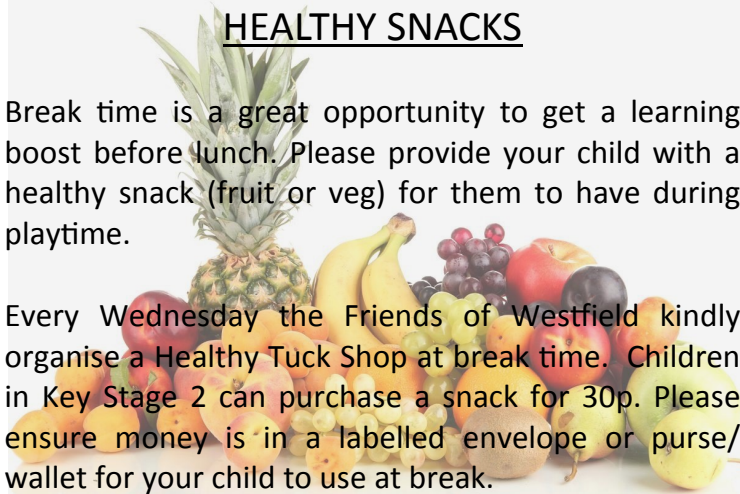 HEALTHY SNACKS
Break time is a great opportunity to get a learning
boost before lunch. Please provide your child with a
healthy snack (fruit or veg) for them to have during
playtime.
Every Wednesday the Friends of Westfield kindly
organise a Healthy Tuck Shop at break time. Children
in Key Stage 2 can purchase a snack for 30p. Please
ensure money is in a labelled envelope or purse/
wallet for your child to use at break.